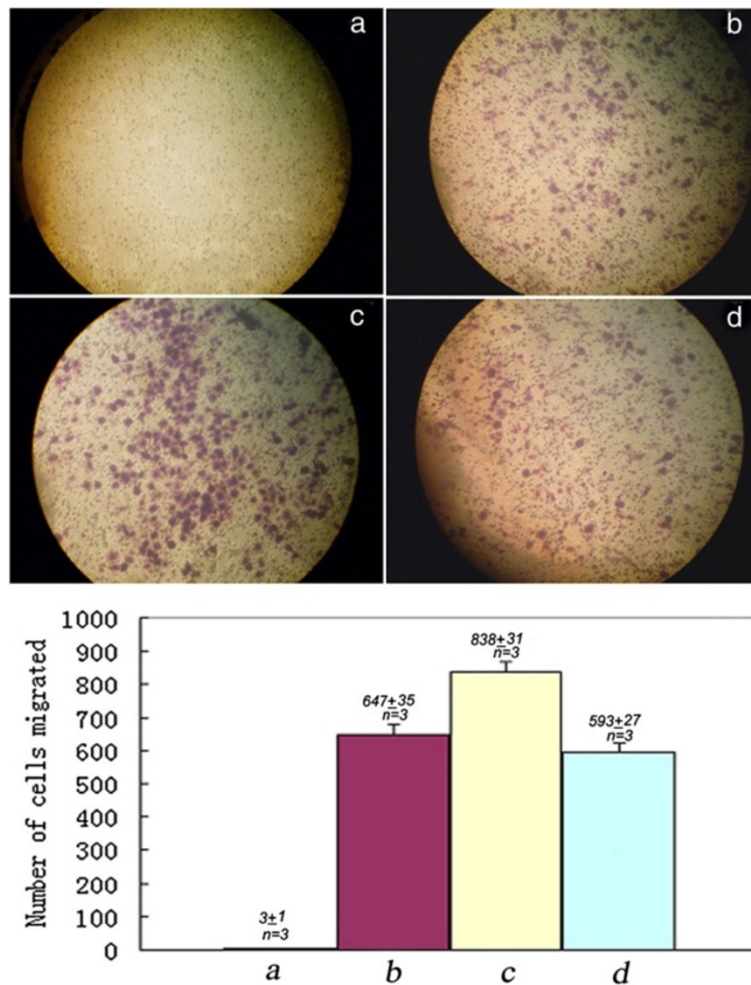 a
b
c
d
Number of cells migrated
1000
900
800
700
600
500
400
300
200
100
0
3±1
n=3
647±35
n=3
838±31
n=3
593±27
n=3
a
b
c
d